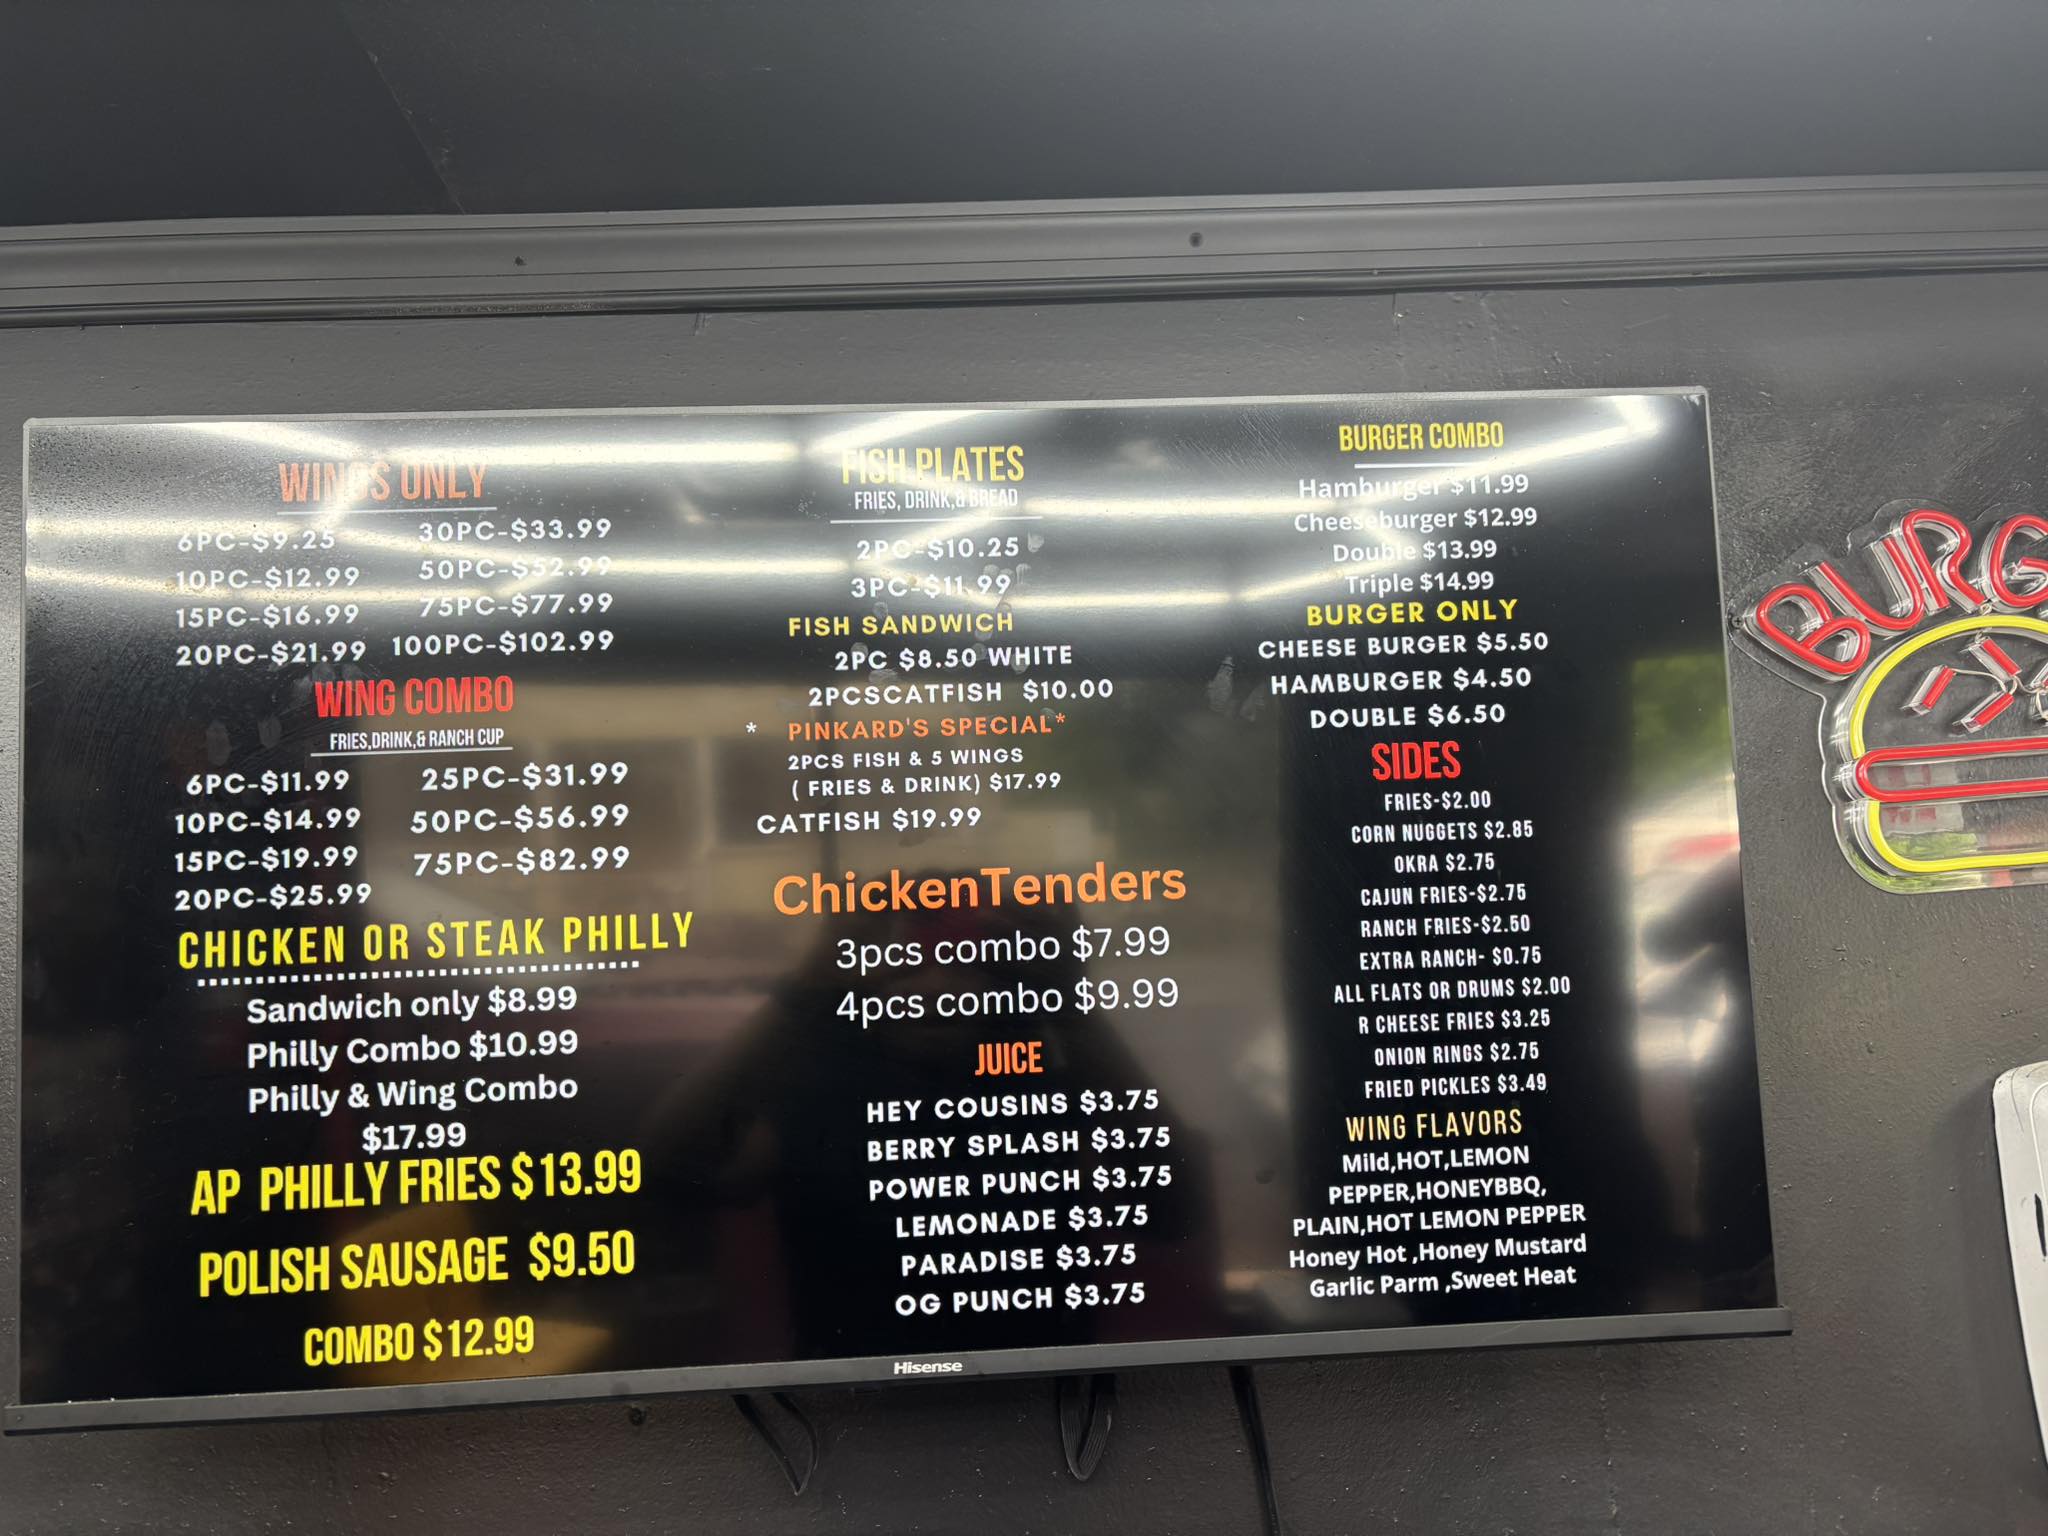 WINGS ONLY
6PC-$9.25 30PC-$33.99
10PC-$12.99 50PC-$52.99
15PC-$16.99 75PC-$77.99
20PC-$21.99 100PC-$102.99
WING COMBO
FRIES,DRINK,& RANCH CUP
6PC-$11.99 25PC-$31.99
10PC-$14.99 50PC-$56.99
15PC-$19.99 75PC-$82.99
20PC-$25.99
CHICKEN OR STEAK PHILLY
Sandwich only $8.99
Philly Combo $10.99
Philly & Wing Combo
$17.99
AP PHILLY FRIES $13.99
POLISH SAUSAGE $9.50
COMBO $12.99
FISH PLATES
FRIES, DRINK,& BREAD
2PC-$10.25
3PC-$11.99
FISH SANDWICH
2PC $8.50 WHITE
2PCSCATFISH $10.00
* PINKARD'S SPECIAL*
2PCS FISH & 5 WINGS
( FRIES & DRINK) $17.99
CATFISH $19.99
ChickenTenders
3pcs combo $7.99
4pcs combo $9.99
JUICE
HEY COUSINS $3.75
BERRY SPLASH $3.75
POWER PUNCH $3.75
LEMONADE $3.75
PARADISE $3.75
OG PUNCH $3.75
BURGER COMBO
Hamburger $11.99
Cheeseburger $12.99
Double $13.99
Triple $14.99
BURGER ONLY
CHEESE BURGER $5.50
HAMBURGER $4.50
DOUBLE $6.50
SIDES
FRIES-$2.00
CORN NUGGETS $2.85
OKRA $2.75
CAJUN FRIES-$2.75
RANCH FRIES-$2.50
EXTRA RANCH- $0.75
ALL FLATS OR DRUMS $2.00
R CHEESE FRIES $3.25
ONION RINGS $2.75
FRIED PICKLES $3.49
WING FLAVORS
Mild,HOT,LEMON
PEPPER,HONEYBBQ,
PLAIN,HOT LEMON PEPPER
Honey Hot ,Honey Mustard
Garlic Parm ,Sweet Heat
Hisense
BURG